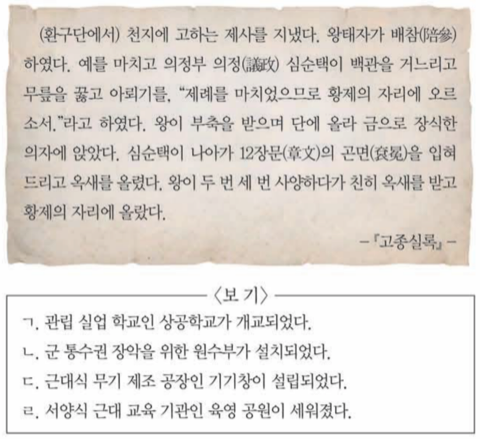 (환구단에서) 천지에 고하는 제사를 지냈다. 왕태자가 배참(陪參)
하였다. 예를 마치고 의정부 의정(議政) 심순택이 백관을 거느리고
무릎을 꿇고 아뢰기를, “제례를 마치었으므로 황제의 자리에 오르
소서.”라고 하였다. 왕이 부축을 받으며 단에 올라 금으로 장식한
의자에 앉았다. 심순택이 나아가 12장문(章文)의 곤면(袞冕)을 입혀
드리고 옥새를 올렸다. 왕이 두 번 세 번 사양하다가 친히 옥새를 받고
황제의 자리에 올랐다.
-『고종실록』-
〈보 기〉
ㄱ. 관립 실업 학교인 상공학교가 개교되었다.
ㄴ. 군 통수권 장악을 위한 원수부가 설치되었다.
ㄷ. 근대식 무기 제조 공장인 기기창이 설립되었다.
ㄹ. 서양식 근대 교육 기관인 육영 공원이 세워졌다.